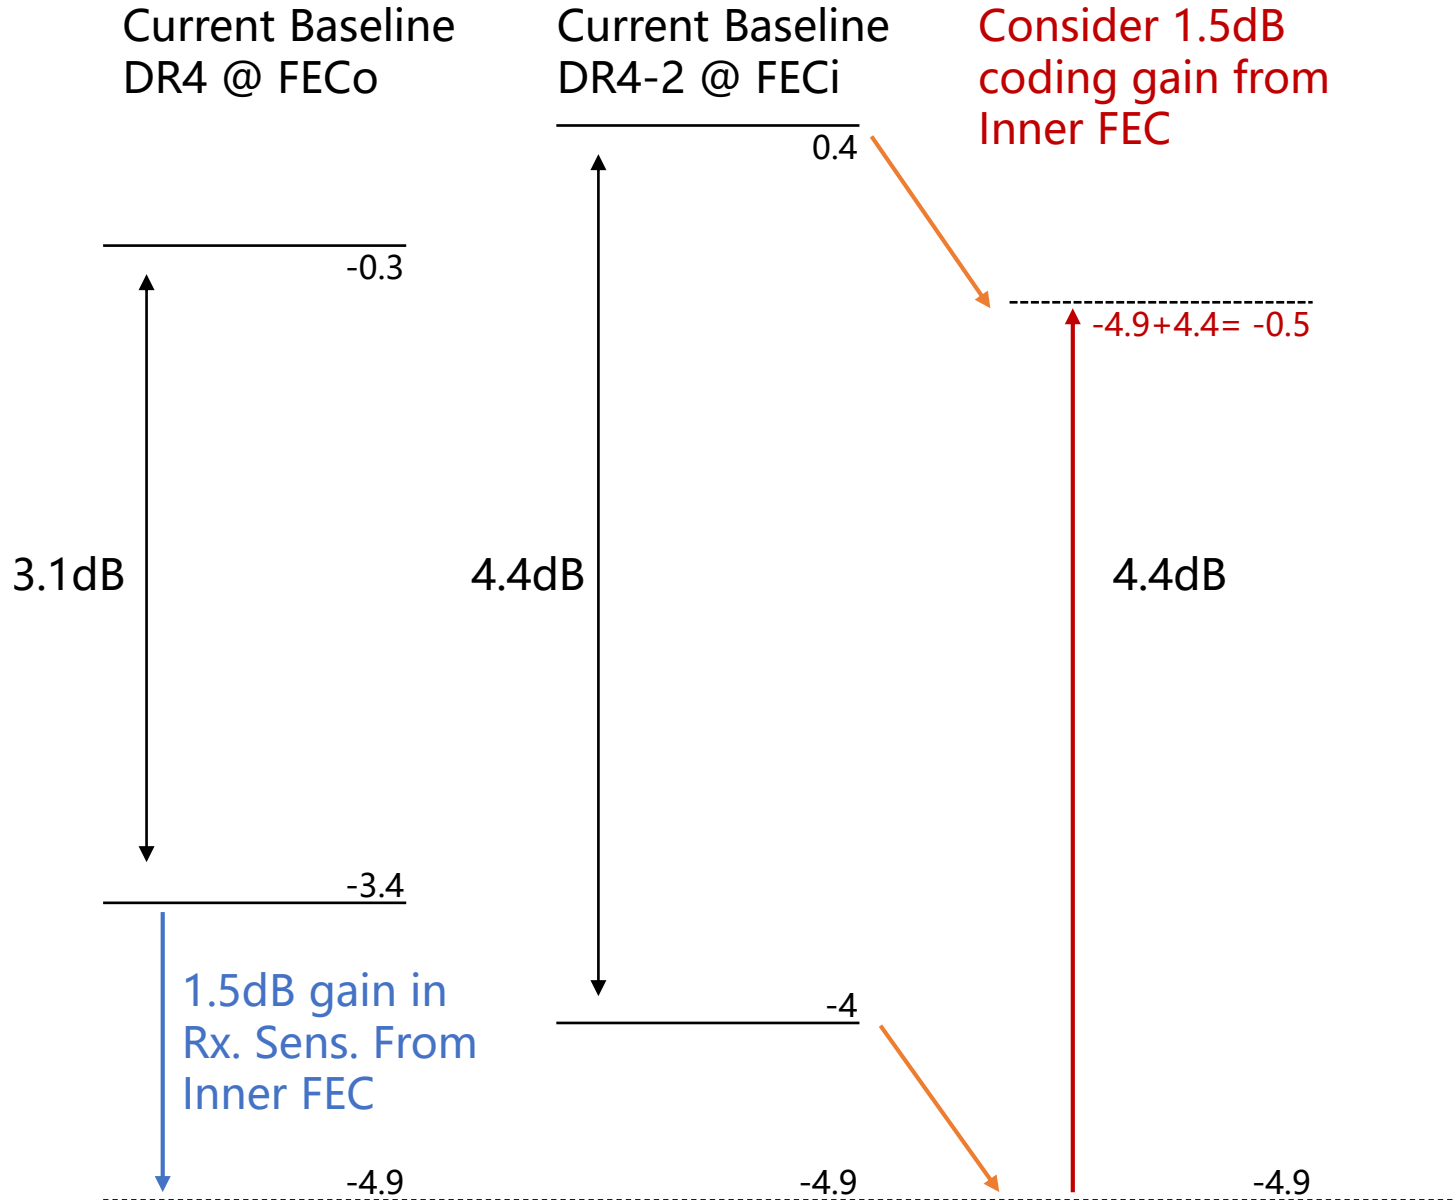 Current Baseline
DR4 @ FECo
Current Baseline
DR4-2 @ FECi
Consider 1.5dB
coding gain from
Inner FEC
0.4
-0.3
-4.9+4.4= -0.5
3.1dB
4.4dB
4.4dB
-3.4
1.5dB gain in
Rx. Sens. From
Inner FEC
-4
-4.9
-4.9
-4.9